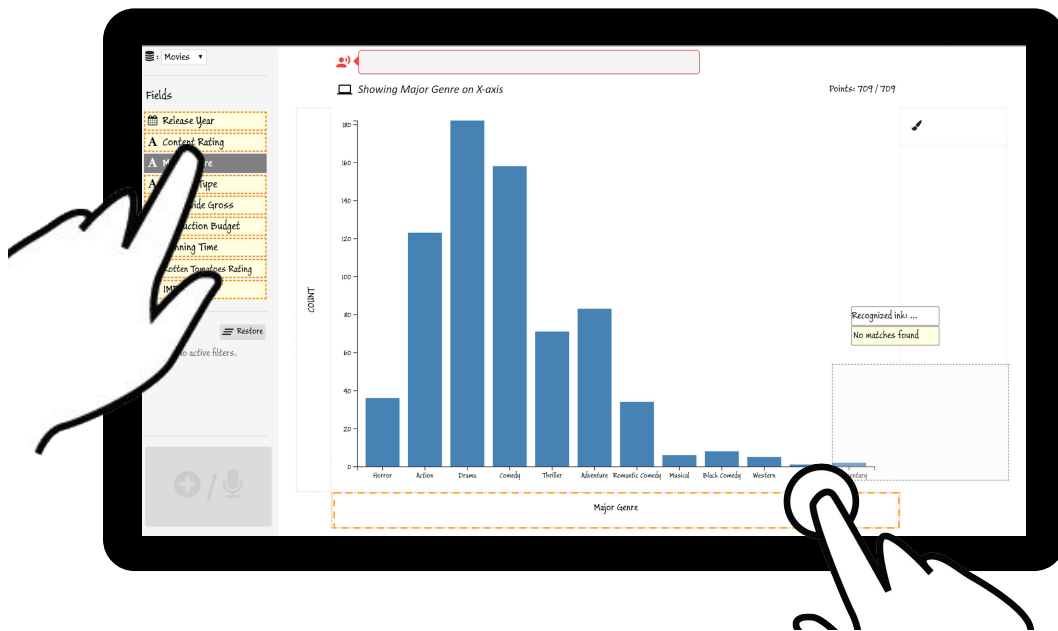 : Movies ▼
Fields
Release Year
A Content Rating
A
A Type
Gross
Budget
Time
Rotten Tomatoes Rating
Restore
No active filters.
/
Showing Major Genre on X-axis
Points: 709 / 709
COUNT
180
160
140
120
100
80
60
40
20
0
Horror Action Drama Comedy Thriller Adventure Romantic Comedy Musical Black Comedy Western
Major Genre
Recognized ink: ...
No matches found